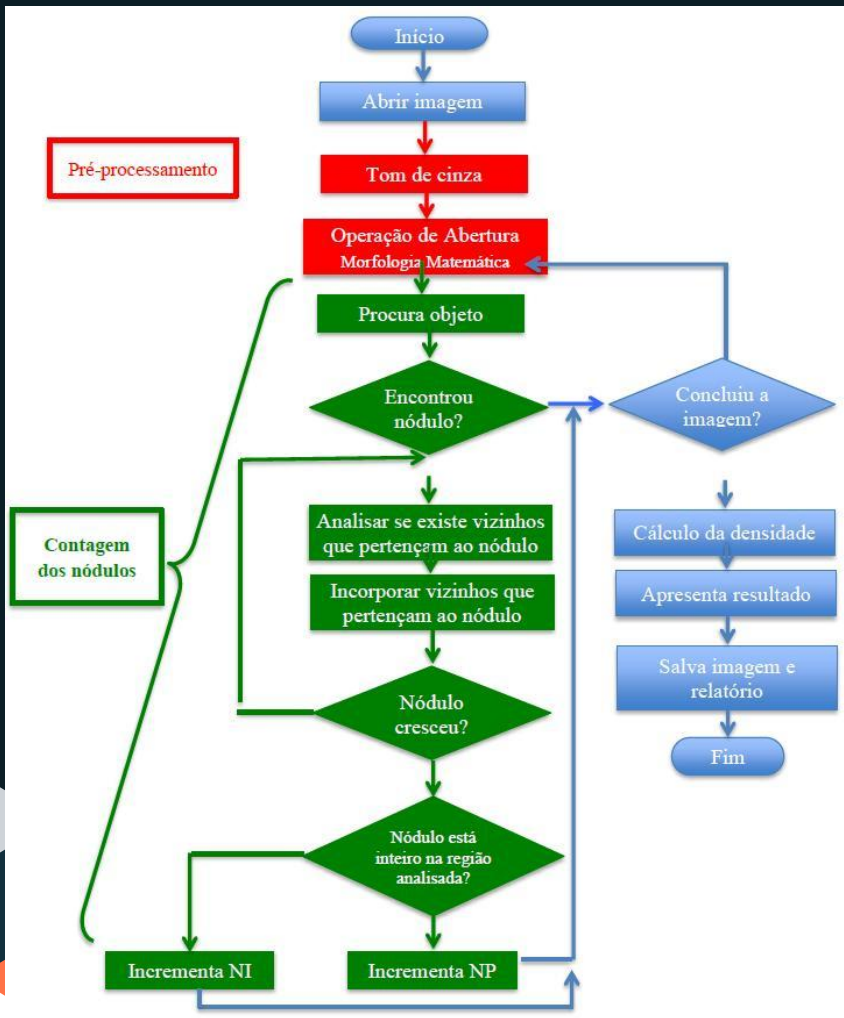 Início
Abrir imagem
Pré-processamento
Tom de cinza
Operação de Abertura
Morfologia Matemática
Procura objeto
Encontrou
nódulo?
Concluiu a
imagem?
Contagem
dos nódulos
Analisar se existe vizinhos
que pertençam ao nódulo
Incorporar vizinhos que
pertençam ao nódulo
Nódulo
cresceu?
Nódulo está
inteiro na região
analisada?
Incrementa NI
Incrementa NP
Cálculo da densidade
Apresenta resultado
Salva imagem e
relatório
Fim